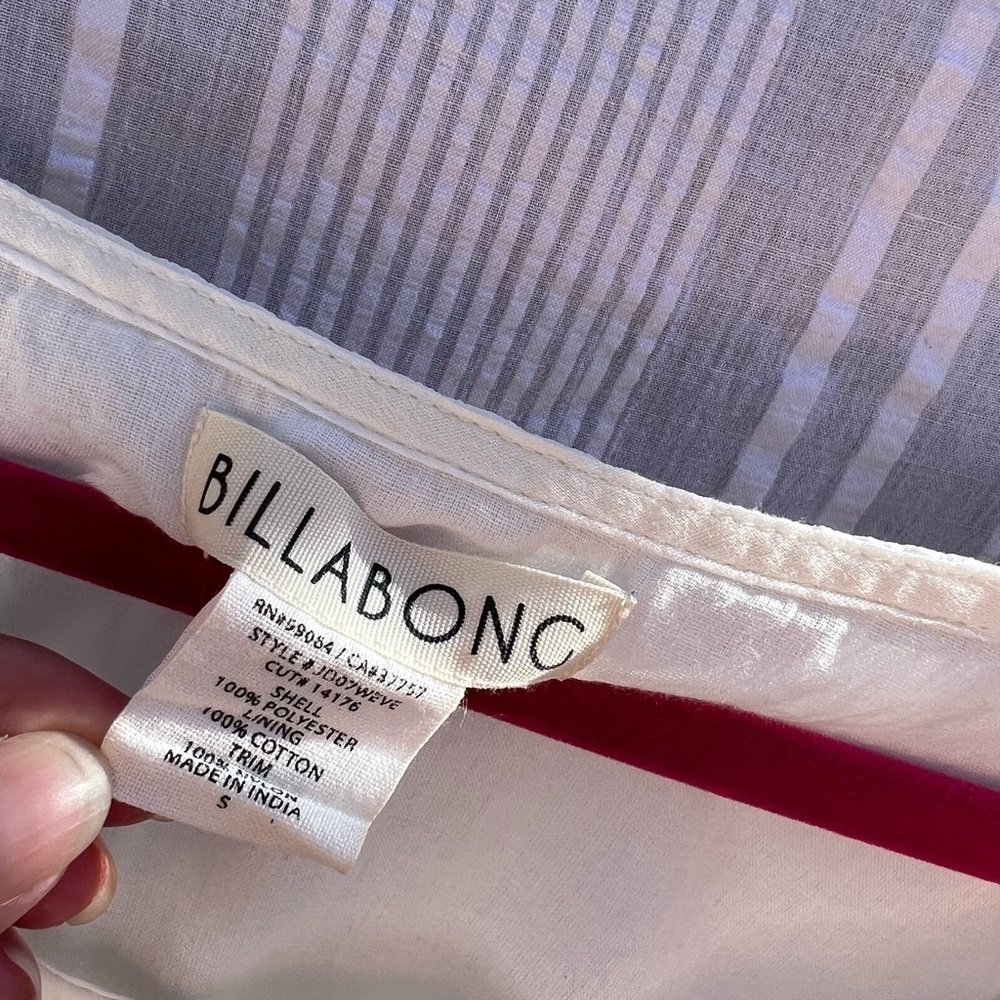 BILLABONG
RN#59084 / CA#37757
STYLE #JD07WEVE
CUT# 14176
SHELL
100% POLYESTER
LINING
100% COTTON
TRIM
100% NYLON
MADE IN INDIA
S